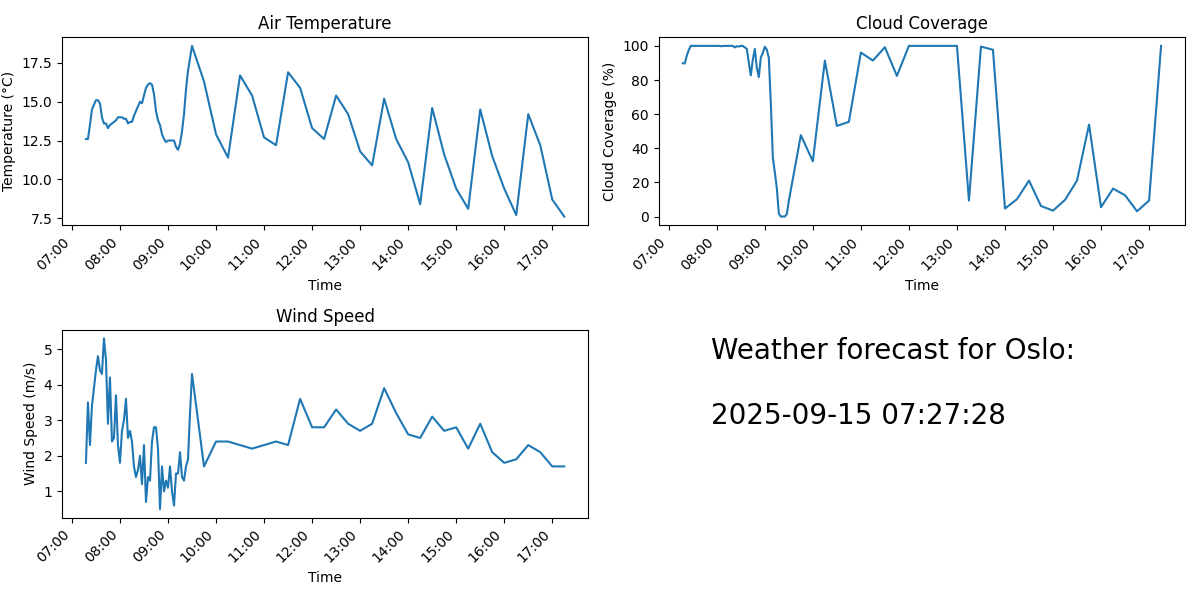 Air Temperature
Temperature (°C)
17.5
15.0
12.5
10.0
7.5
07:00 08:00 09:00 10:00 11:00 12:00 13:00 14:00 15:00 16:00 17:00
Time
Cloud Coverage
Cloud Coverage (%)
100
80
60
40
20
0
07:00 08:00 09:00 10:00 11:00 12:00 13:00 14:00 15:00 16:00 17:00
Time
Wind Speed
Wind Speed (m/s)
5
4
3
2
1
07:00 08:00 09:00 10:00 11:00 12:00 13:00 14:00 15:00 16:00 17:00
Time
Weather forecast for Oslo:
2025-09-15 07:27:28